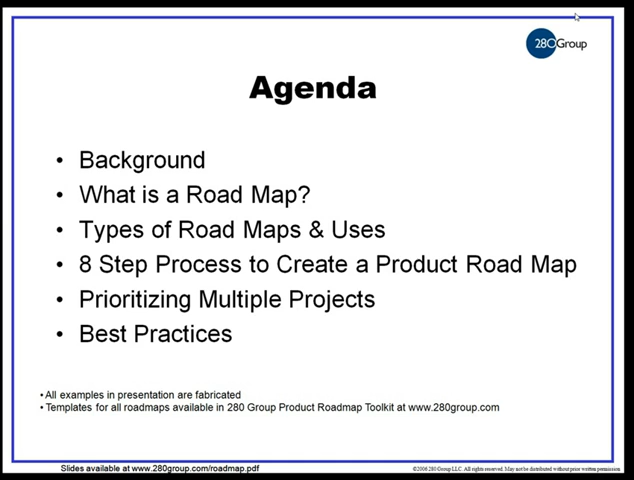 280Group
Agenda
• Background
• What is a Road Map?
• Types of Road Maps & Uses
• 8 Step Process to Create a Product Road Map
• Prioritizing Multiple Projects
• Best Practices
• All examples in presentation are fabricated
• Templates for all roadmaps available in 280 Group Product Roadmap Toolkit at www.280group.com
Slides available at www.280group.com/roadmap.pdf
©2006 280 Group LLC. All rights reserved. May not be distributed without prior written permission